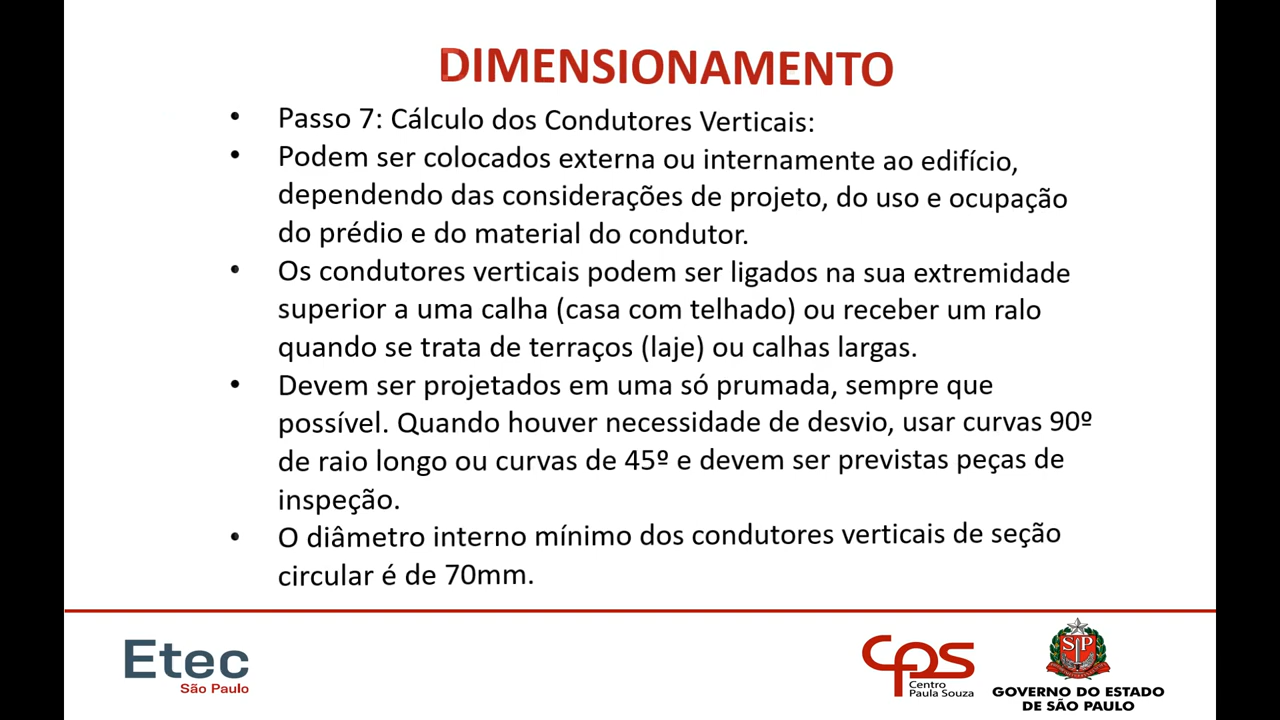 DIMENSIONAMENTO
• Passo 7: Cálculo dos Condutores Verticais:
• Podem ser colocados externa ou internamente ao edifício,
dependendo das considerações de projeto, do uso e ocupação
do prédio e do material do condutor.
• Os condutores verticais podem ser ligados na sua extremidade
superior a uma calha (casa com telhado) ou receber um ralo
quando se trata de terraços (laje) ou calhas largas.
• Devem ser projetados em uma só prumada, sempre que
possível. Quando houver necessidade de desvio, usar curvas 90º
de raio longo ou curvas de 45º e devem ser previstas peças de
inspeção.
• O diâmetro interno mínimo dos condutores verticais de seção
circular é de 70mm.
Etec
São Paulo
cps
Centro
Paula Souza
SP
GOVERNO DO ESTADO
DE SÃO PAULO